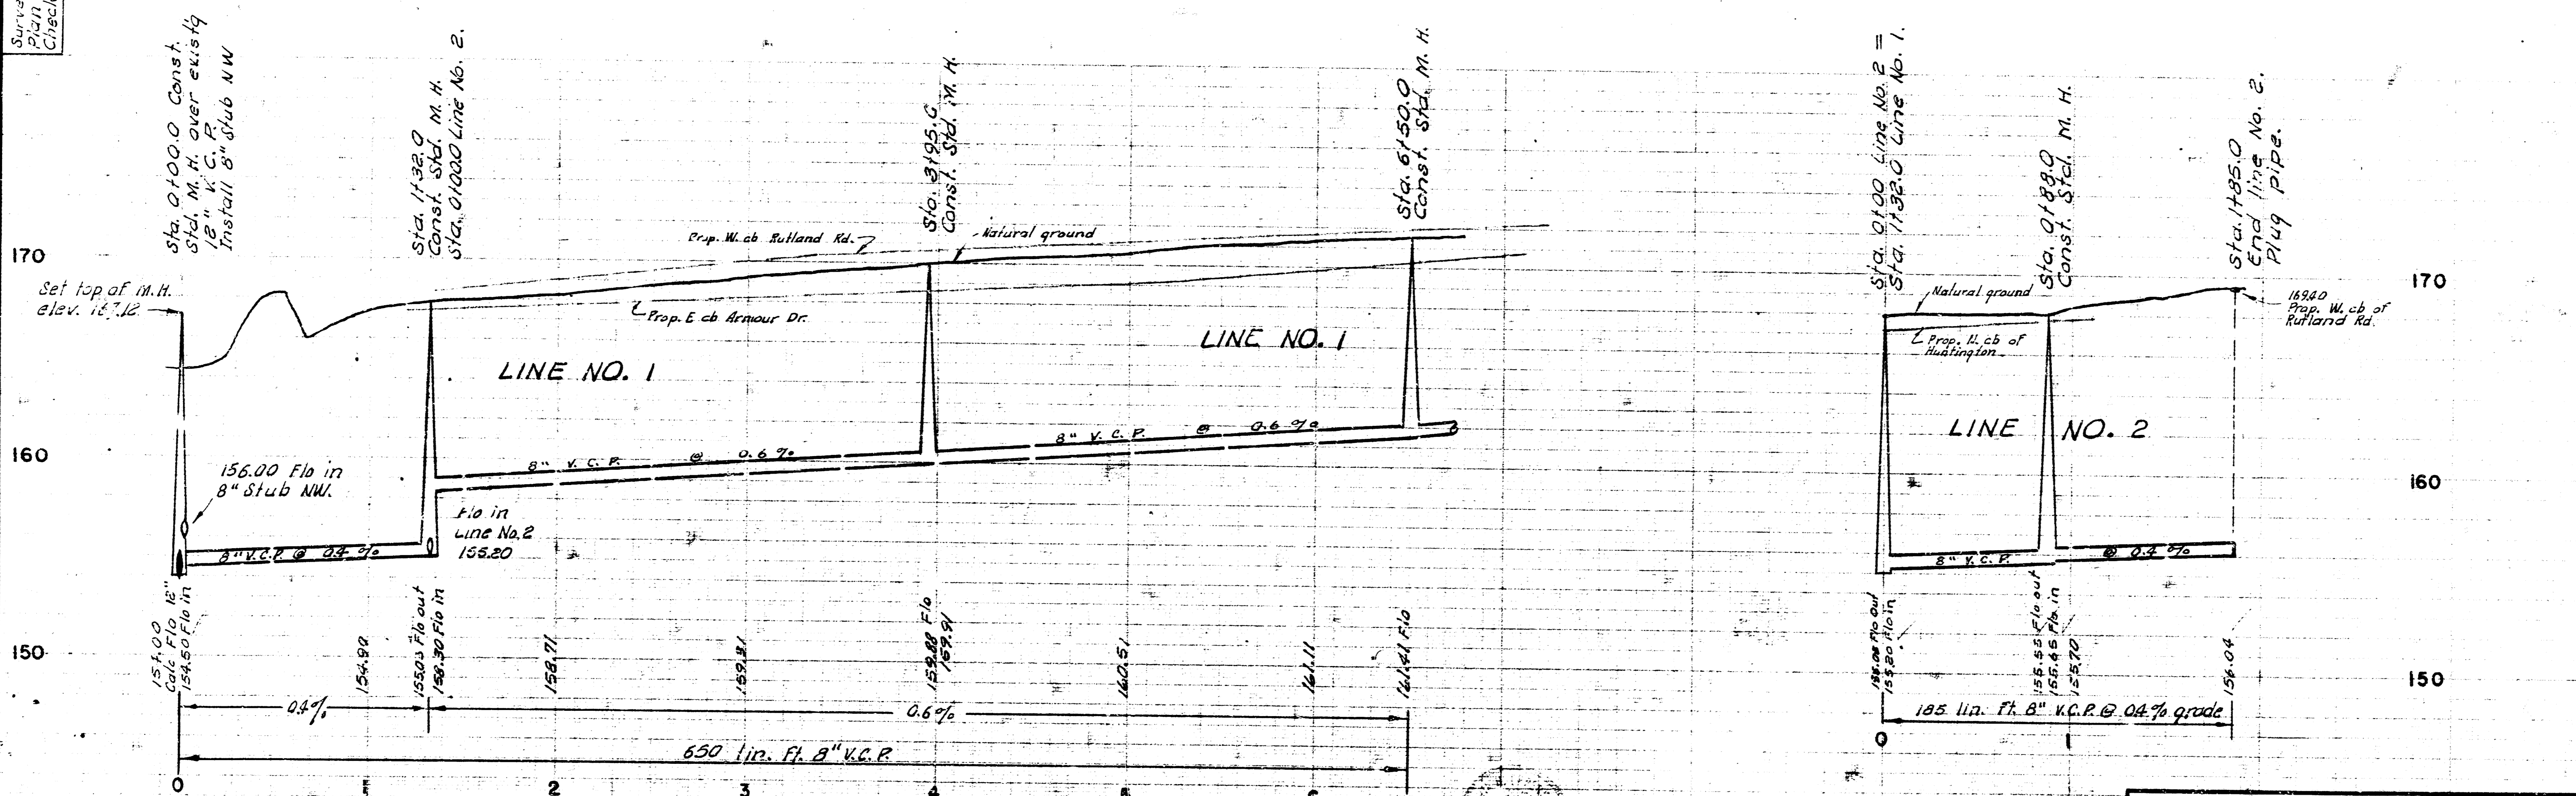 Surve
Plan
Check
Sta. 0+00.0 Const.
Std. M. H. over exist'g
12" V. C. P.
Install 8" Stub NW
Sta. 1+32.0
Const. Std. M. H.
Sta. 0+00.0 Line No. 2.
Sta. 3+95.0
Const. Std. M. H.
Sta. 6+50.0
Const. Std. M. H.
Sta. 0+00 Line No. 2 =
Sta. 1+32.0 Line No. 1.
Sta. 0+88.0
Const. Std. M. H.
Sta. 1+85.0
End line No. 2.
Plug pipe.
170
Set top of M.H.
elev. 167.12
Prop. W. cb Rutland Rd.
Natural ground
Prop. E cb Armour Dr.
LINE NO. 1
LINE NO. 1
Natural ground
Prop. N. cb of
Huntington
169.40
Prop. W. cb of
Rutland Rd.
170
160
156.00 Flo in
8" Stub NW.
8" V. C. P. @ 0.6 %
8" V. C. P. @ 0.6 %
LINE NO. 2
160
Flo in
Line No. 2
155.20
8" V.C.P. @ 0.4 %
8" V. C. P. @ 0.4 %
150
Calc Flo 12"
154.50 Flo in
154.90
155.03 Flo out
158.30 Flo in
158.71
159.31
159.88 Flo
159.91
160.51
161.11
161.41 Flo
155.20 Flo in
155.55 Flo out
155.65 Flo in
155.70
156.04
150
0.4%
0.6%
650 lin. Ft. 8" V.C.P.
185 lin. Ft. 8" V.C.P. @ 0.4% grade
0
1
2
3
4
5
6
0
1